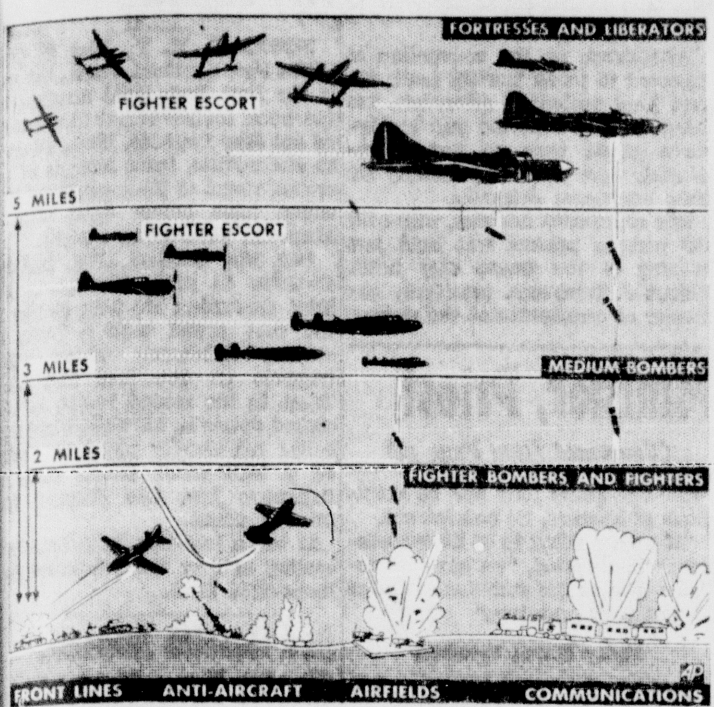 FORTRESSES AND LIBERATORS
FIGHTER ESCORT
5 MILES
FIGHTER ESCORT
3 MILES
MEDIUM BOMBERS
2 MILES
FIGHTER BOMBERS AND FIGHTERS
AP
FRONT LINES ANTI-AIRCRAFT AIRFIELDS COMMUNICATIONS